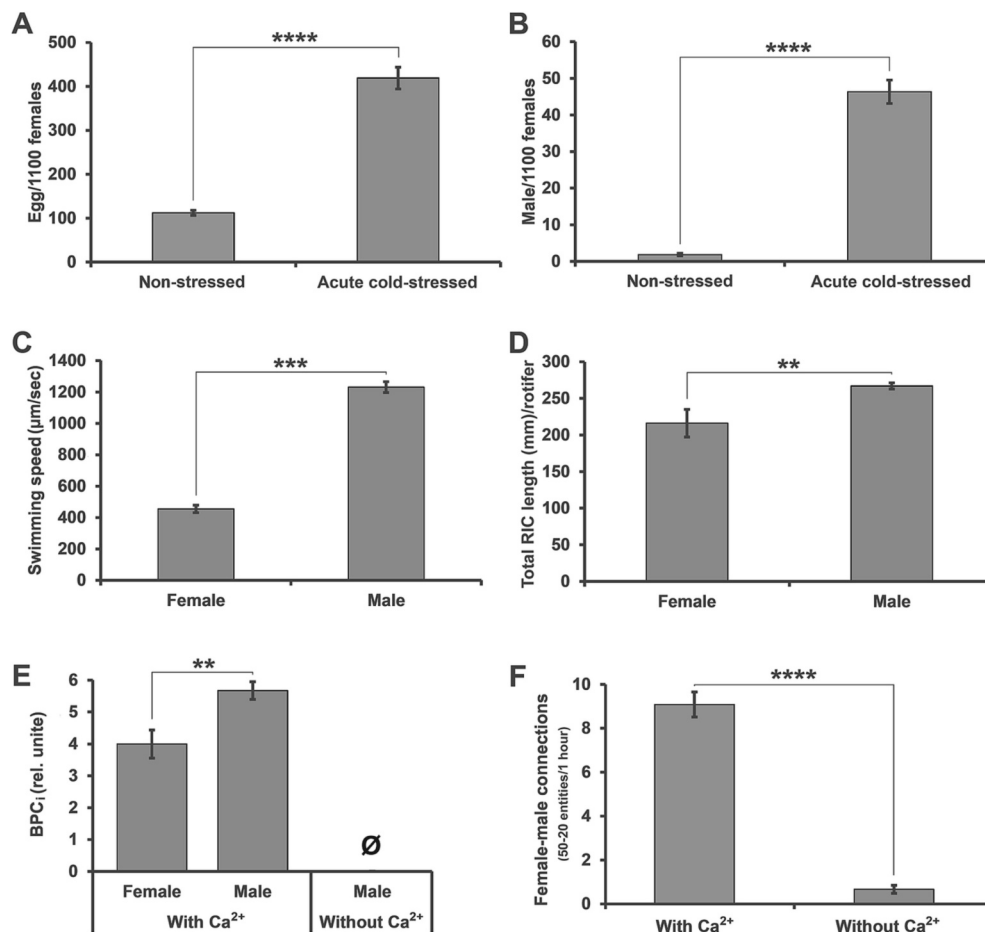 A
Egg/1100 females
500
400
300
200
100
0
****
Non-stressed
Acute cold-stressed
B
Male/1100 females
60
50
40
30
20
10
0
****
Non-stressed
Acute cold-stressed
C
Swimming speed (µm/sec)
1400
1200
1000
800
600
400
200
0
***
Female
Male
D
Total RIC length (mm)/rotifer
300
250
200
150
100
50
0
**
Female
Male
E
BPCᵢ (rel. unite)
6
5
4
3
2
1
0
**
Ø
Female
Male
Male
With Ca²⁺
Without Ca²⁺
F
Female-male connections
(50-20 entities/1 hour)
10
8
6
4
2
0
****
With Ca²⁺
Without Ca²⁺